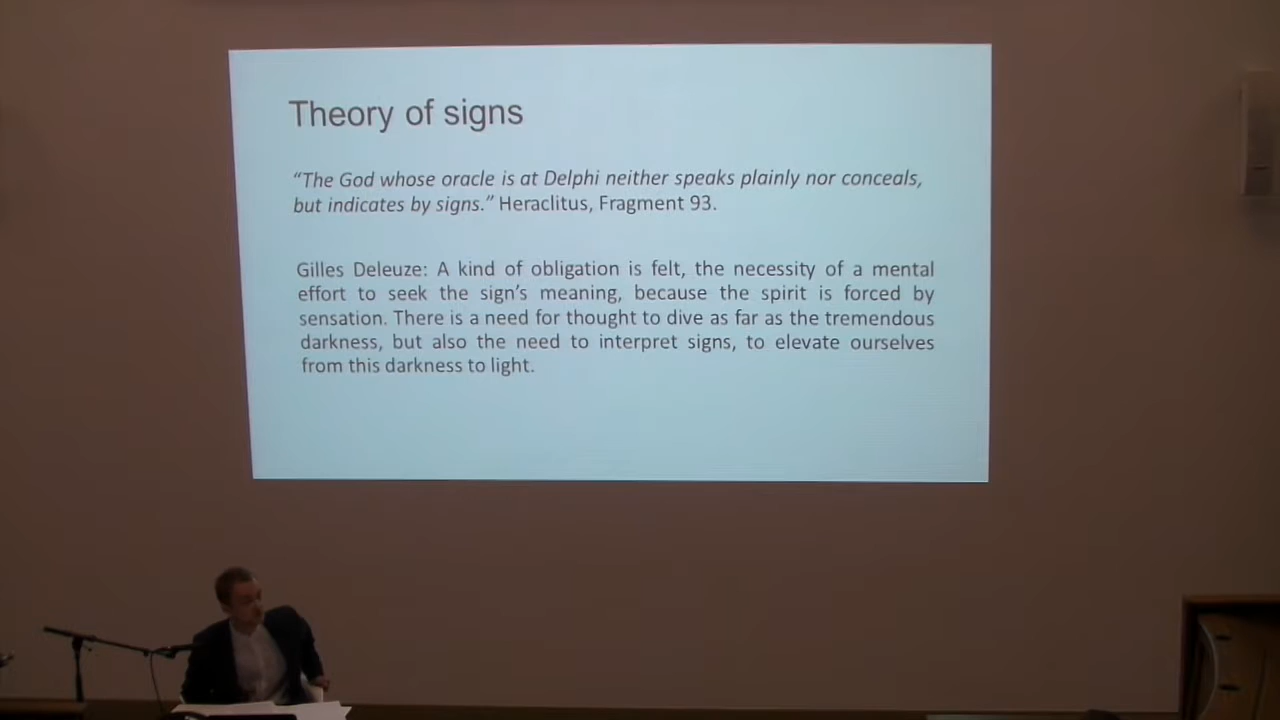 Theory of signs
“The God whose oracle is at Delphi neither speaks plainly nor conceals,
but indicates by signs.” Heraclitus, Fragment 93.
Gilles Deleuze: A kind of obligation is felt, the necessity of a mental
effort to seek the sign’s meaning, because the spirit is forced by
sensation. There is a need for thought to dive as far as the tremendous
darkness, but also the need to interpret signs, to elevate ourselves
from this darkness to light.